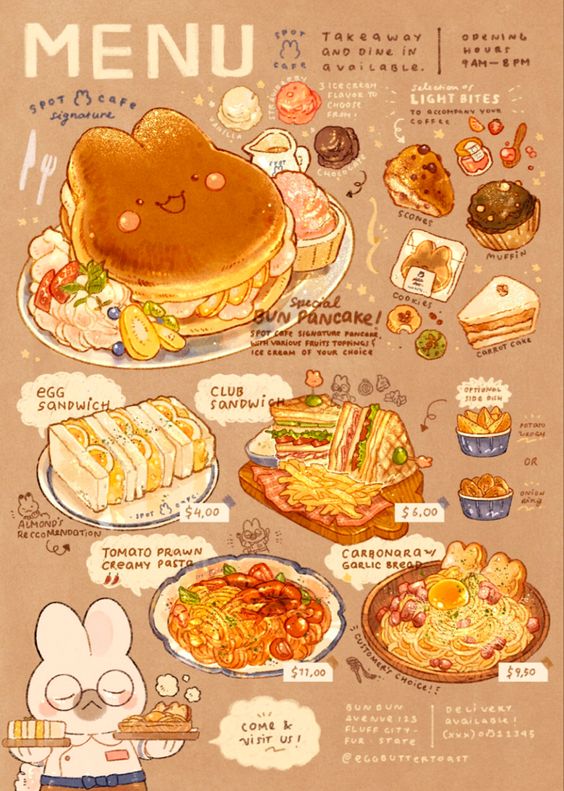 MENU
SPOT
CAFE
TAKEAWAY
AND DINE IN
AVAILABLE.
OPENING
HOURS
9AM-8PM
SPOT CAFE
signature
VANILLA
STRAWBERRY
CHOCOLATE
3 ICE CREAM
FLAVOR TO
CHOOSE
FROM!
selection of
LIGHT BITES
TO ACCOMPANY YOUR
COFFEE
SCONES
MUFFIN
COOKIES
CARROT CAKE
Special
BUN PANCAKE!
SPOT CAFE SIGNATURE PANCAKE,
WITH VARIOUS FRUITS TOPPINGS &
ICE CREAM OF YOUR CHOICE
EGG
SANDWICH
SPOT CAFE
$4,00
ALMOND'S
RECCOMENDATION
CLUB
SANDWICH
$6,00
OPTIONAL
SIDE DISH
POTATO
WEDGES
OR
ONION
RING
TOMATO PRAWN
CREAMY PASTA
$11,00
CARBONARA W/
GARLIC BREAD
CUSTOMER'S CHOICE!!
$9,50
COME &
VISIT US!
BUN BUN
AVENUE 123
FLUFF CITY-
FUR-STATE
DELIVERY
AVAILABLE!
(XXX) 0812345
@EGGBUTTERTOAST